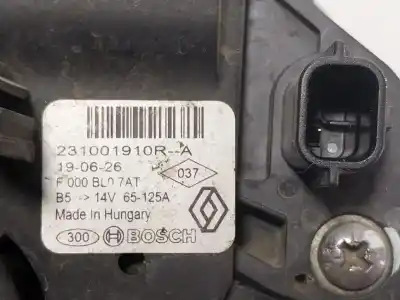 231001910R--A
19-06-26
037
F 000 BL0 7AT
B5 -> 14V 65-125A
Made In Hungary
300 BOSCH